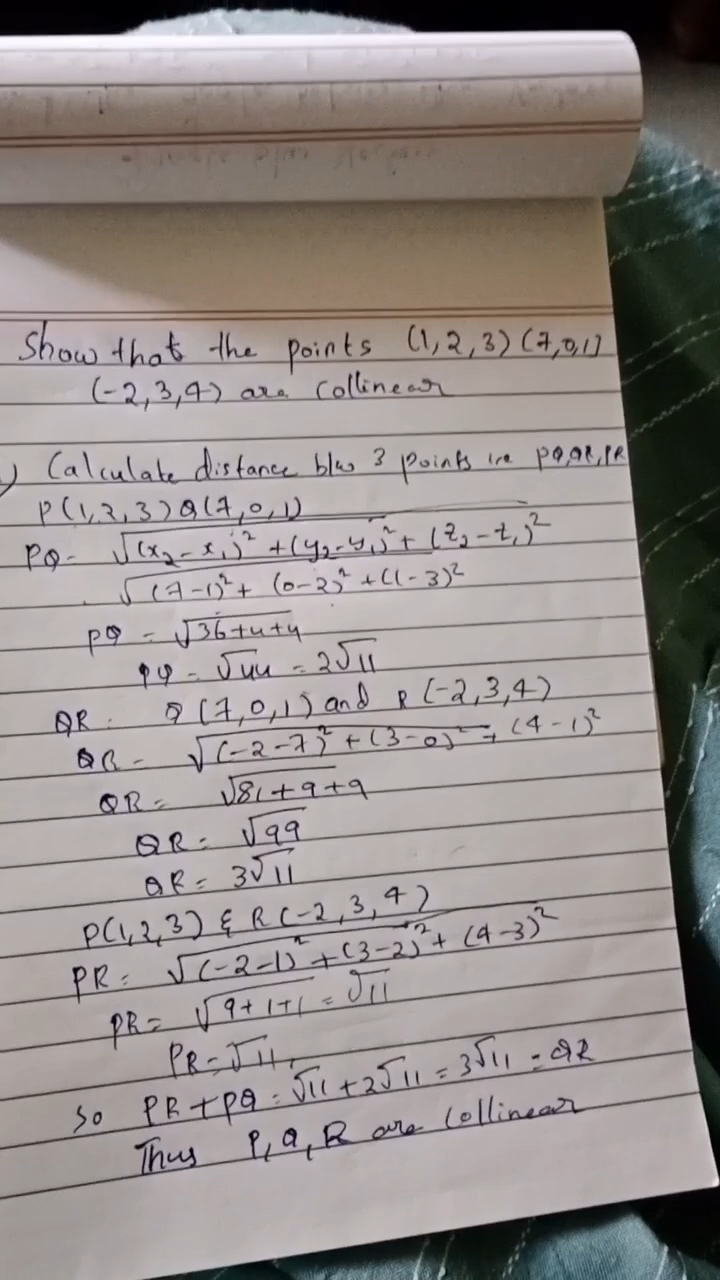 Show that the points (1,2,3) (7,0,1)
(-2,3,4) are collinear
Calculate distance b/w 3 points i.e PQ,QR,PR
P(1,2,3) Q(7,0,1)
PQ = √(x₂-x₁)² + (y₂-y₁)² + (z₂-z₁)²
√(7-1)² + (0-2)² + (1-3)²
PQ = √36+4+4
PQ = √44 = 2√11
QR: Q(7,0,1) and R(-2,3,4)
QR = √(-2-7)² + (3-0)² + (4-1)²
QR = √81+9+9
QR = √99
QR = 3√11
P(1,2,3) & R(-2,3,4)
PR = √(-2-1)² + (3-2)² + (4-3)²
PR = √9+1+1 = √11
PR = √11,
So PR+PQ = √11+2√11 = 3√11 = QR
Thus P,Q,R are collinear